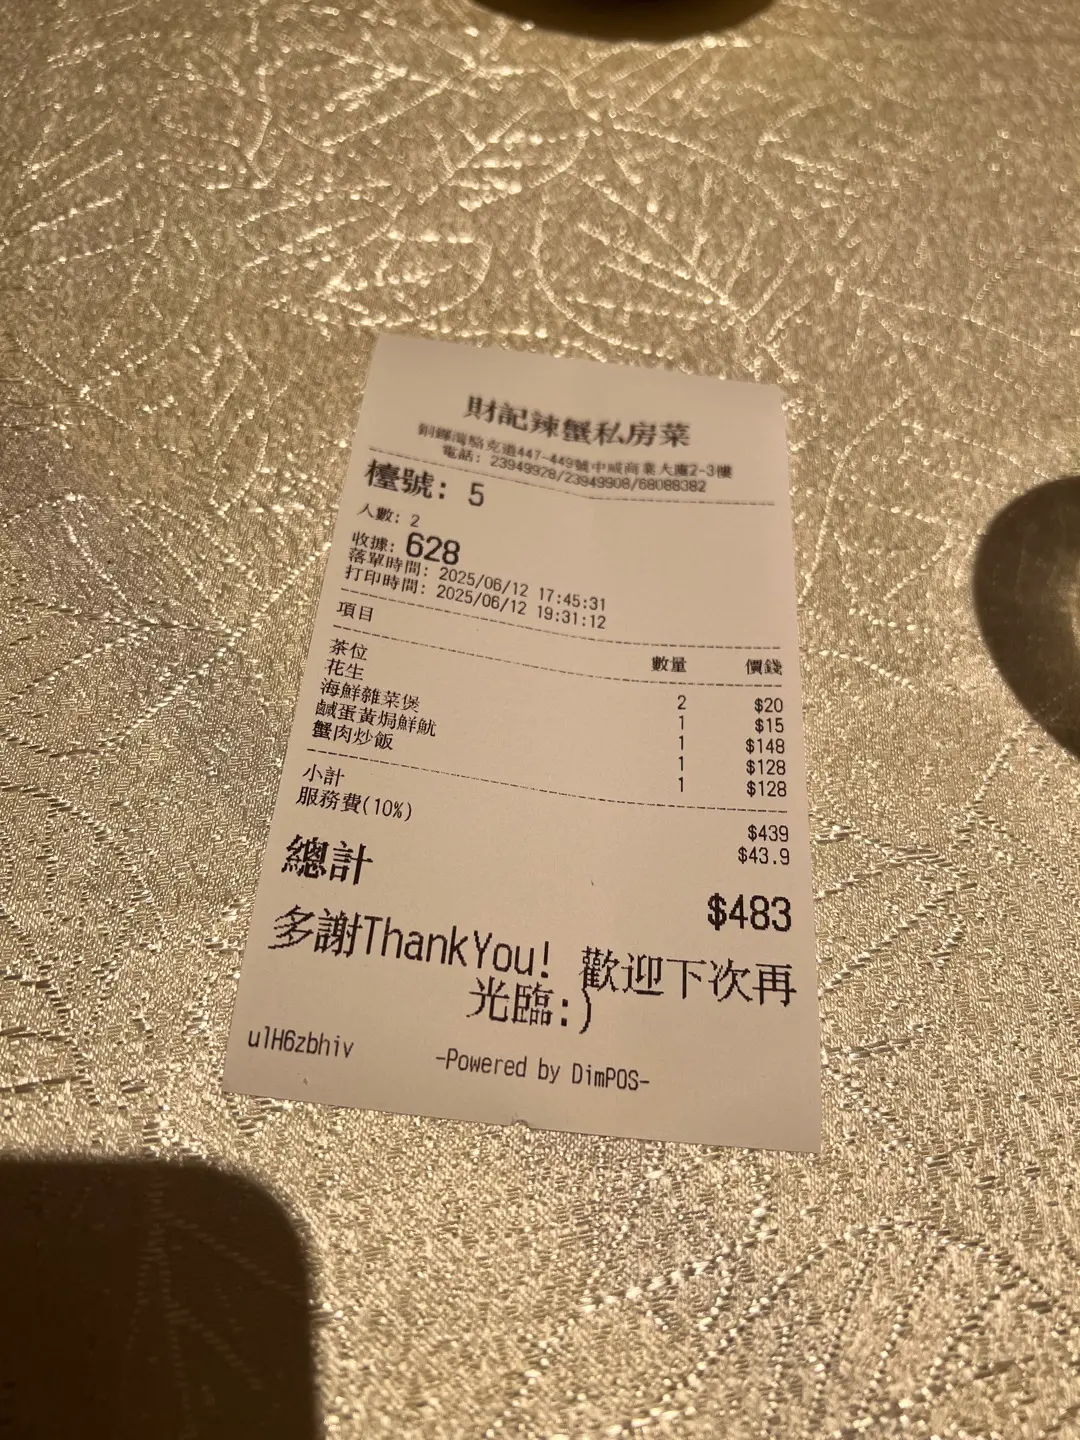 財記辣蟹私房菜
銅鑼灣駱克道447-449號中威商業大廈2-3樓
電話: 23949928/23949908/68088382
檯號: 5
人數: 2
收據: 628
落單時間: 2025/06/12 17:45:31
打印時間: 2025/06/12 19:31:12
項目 數量 價錢
茶位 2 $20
花生 1 $15
海鮮雜菜煲 1 $148
鹹蛋黃焗鮮魷 1 $128
蟹肉炒飯 1 $128
小計 $439
服務費(10%) $43.9
總計 $483
多謝ThankYou! 歡迎下次再
光臨:)
u1H6zbhiv
-Powered by DimPOS-